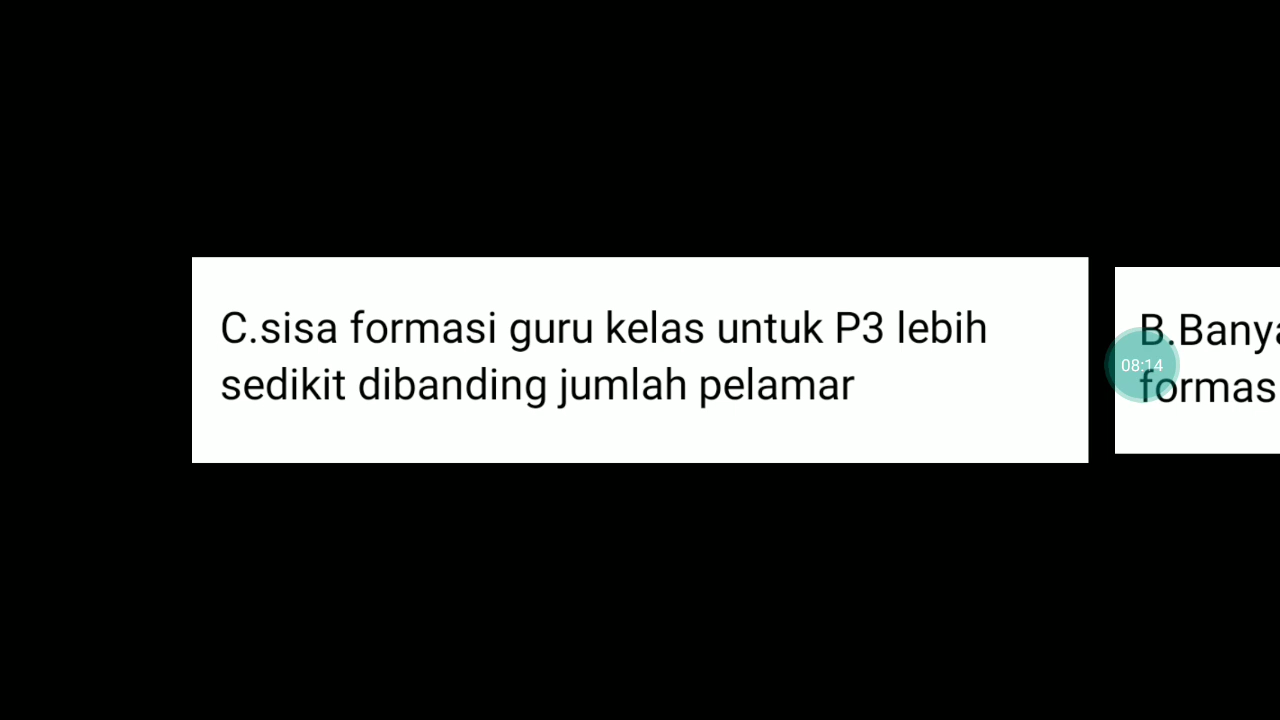 C.sisa formasi guru kelas untuk P3 lebih
sedikit dibanding jumlah pelamar
08:14